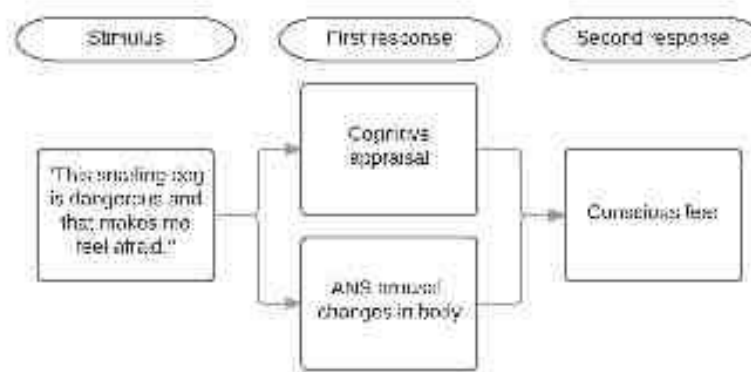 Stimulus
First response
Second response
"This snarling dog
is dangerous and
that makes me
feel afraid."
Cognitive
appraisal
ANS arousal
changes in body
Conscious fear